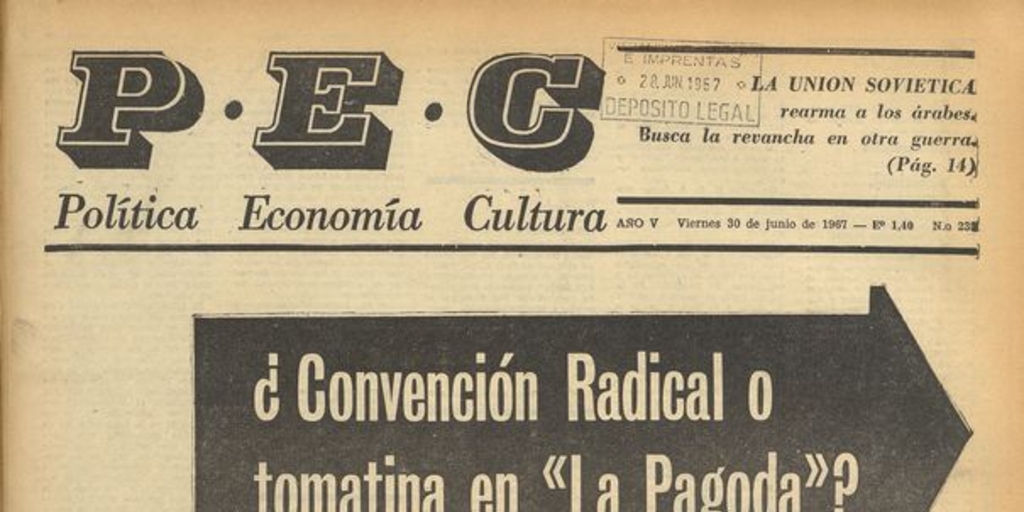 P·E·C
Política Economía Cultura
E IMPRENTAS
28 JUN 1967
DEPOSITO LEGAL
LA UNION SOVIETICA
rearma a los árabes.
Busca la revancha en otra guerra.
(Pág. 14)
AÑO V Viernes 30 de junio de 1967 — Eº 1,40 N.o
¿Convención Radical o
tomatina en «La Pagoda»?